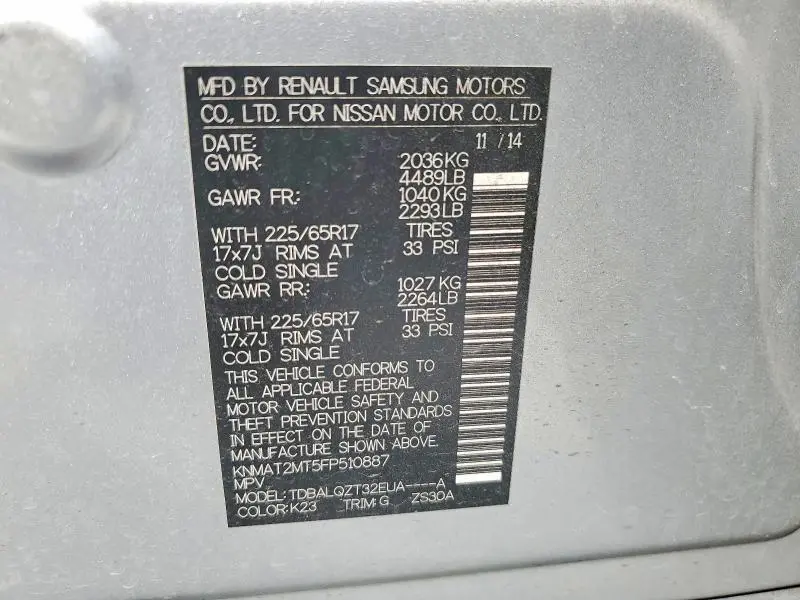 MFD BY RENAULT SAMSUNG MOTORS
CO., LTD. FOR NISSAN MOTOR CO., LTD.
DATE: 11 / 14
GVWR: 2036KG
4489LB
GAWR FR: 1040KG
2293LB
WITH 225/65R17 TIRES
17x7J RIMS AT 33 PSI
COLD SINGLE
GAWR RR: 1027KG
2264LB
WITH 225/65R17 TIRES
17x7J RIMS AT 33 PSI
COLD SINGLE
THIS VEHICLE CONFORMS TO
ALL APPLICABLE FEDERAL
MOTOR VEHICLE SAFETY AND
THEFT PREVENTION STANDARDS
IN EFFECT ON THE DATE OF
MANUFACTURE SHOWN ABOVE.
KNMAT2MT5FP510887
MPV
MODEL: TDBALQZT32EUA----A
COLOR: K23 TRIM: G ZS30A